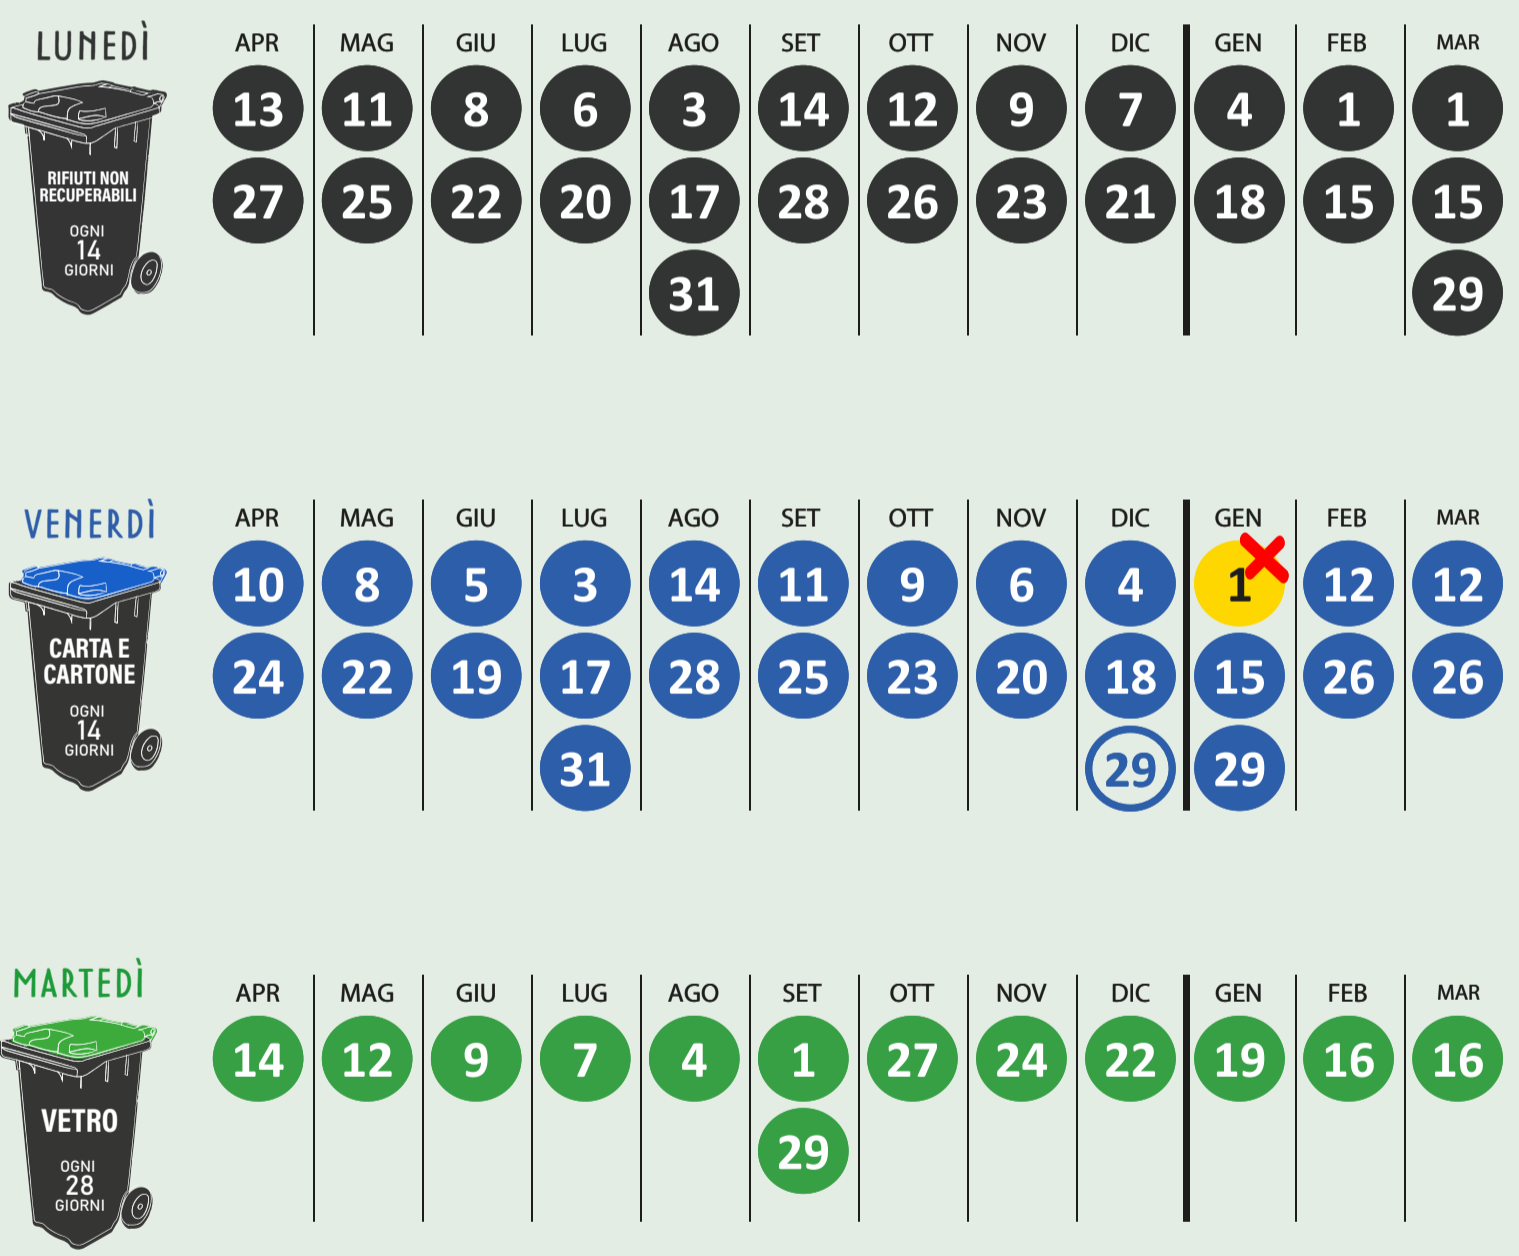 LUNEDÌ
APR MAG GIU LUG AGO SET OTT NOV DIC GEN FEB MAR
13 11 8 6 3 14 12 9 7 4 1 1
RIFIUTI NON
RECUPERABILI
27 25 22 20 17 28 26 23 21 18 15 15
OGNI
14
GIORNI
31 29
VENERDÌ
APR MAG GIU LUG AGO SET OTT NOV DIC GEN FEB MAR
10 8 5 3 14 11 9 6 4 1 12 12
CARTA E
CARTONE
24 22 19 17 28 25 23 20 18 15 26 26
OGNI
14
GIORNI
31 29 29
MARTEDÌ
APR MAG GIU LUG AGO SET OTT NOV DIC GEN FEB MAR
14 12 9 7 4 1 27 24 22 19 16 16
VETRO
29
OGNI
28
GIORNI